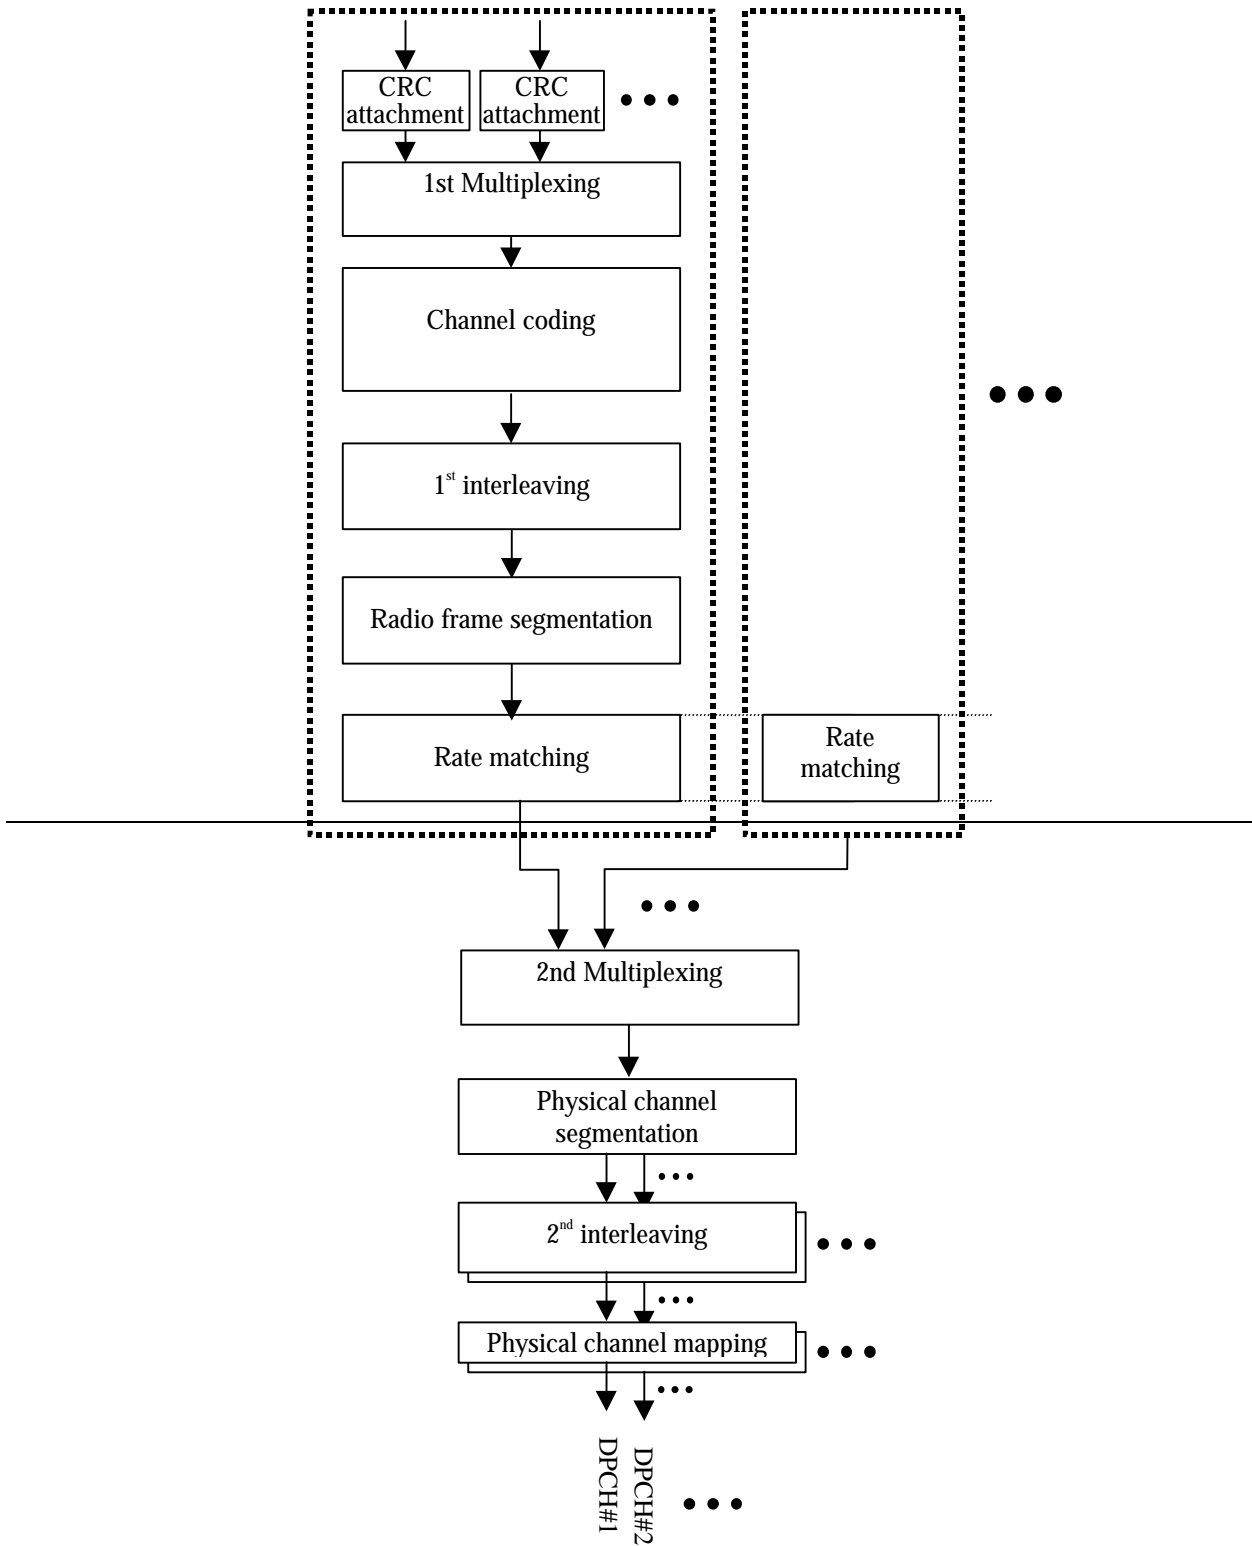 CRC
attachment
CRC
attachment
1st Multiplexing
Channel coding
1st interleaving
Radio frame segmentation
Rate matching
Rate
matching
2nd Multiplexing
Physical channel
segmentation
2nd interleaving
Physical channel mapping
DPCH#1
DPCH#2